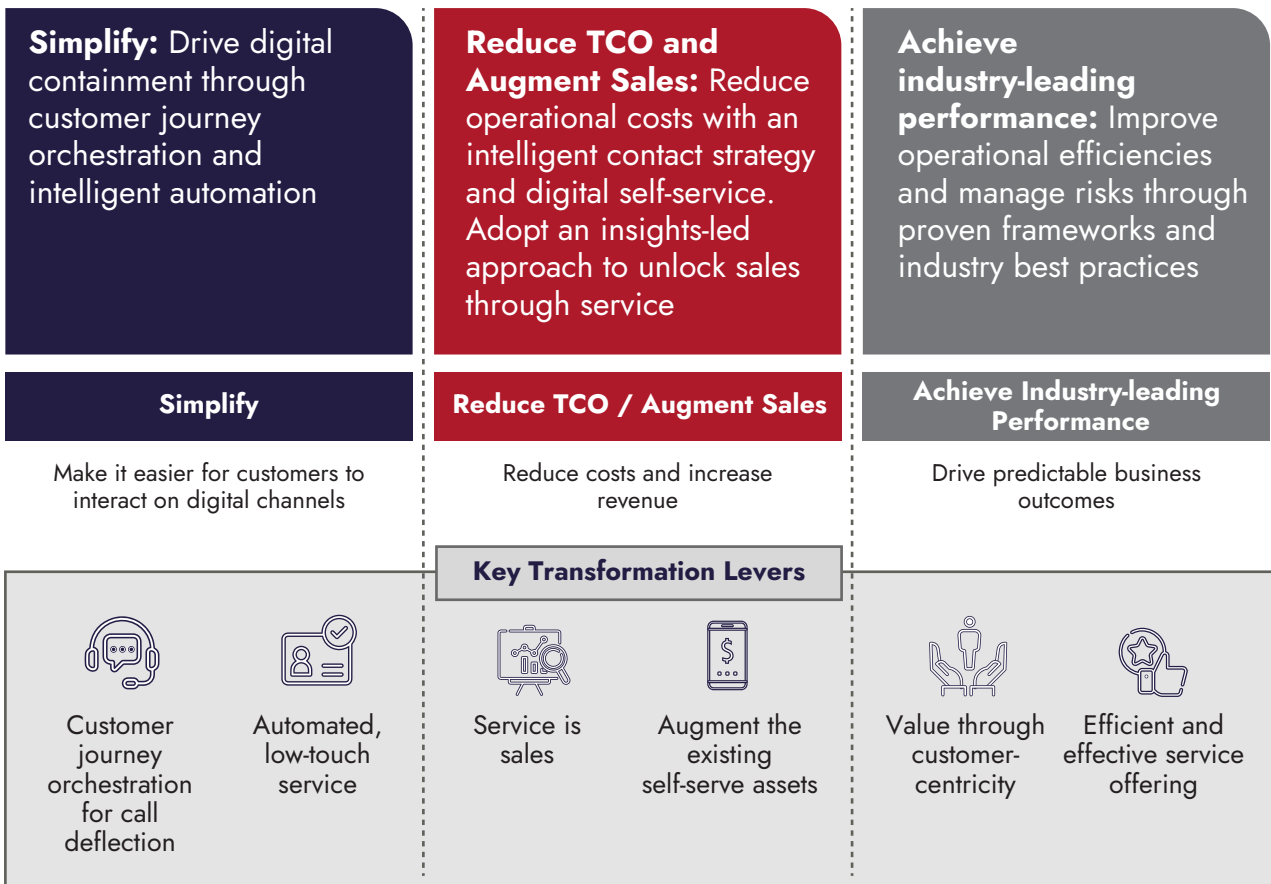 Simplify: Drive digital
containment through
customer journey
orchestration and
intelligent automation
Reduce TCO and
Augment Sales: Reduce
operational costs with an
intelligent contact strategy
and digital self-service.
Adopt an insights-led
approach to unlock sales
through service
Achieve
industry-leading
performance: Improve
operational efficiencies
and manage risks through
proven frameworks and
industry best practices
Simplify
Reduce TCO / Augment Sales
Achieve Industry-leading
Performance
Make it easier for customers to
interact on digital channels
Reduce costs and increase
revenue
Drive predictable business
outcomes
Key Transformation Levers
Customer
journey
orchestration
for call
deflection
Automated,
low-touch
service
Service is
sales
Augment the
existing
self-serve assets
Value through
customer-
centricity
Efficient and
effective service
offering